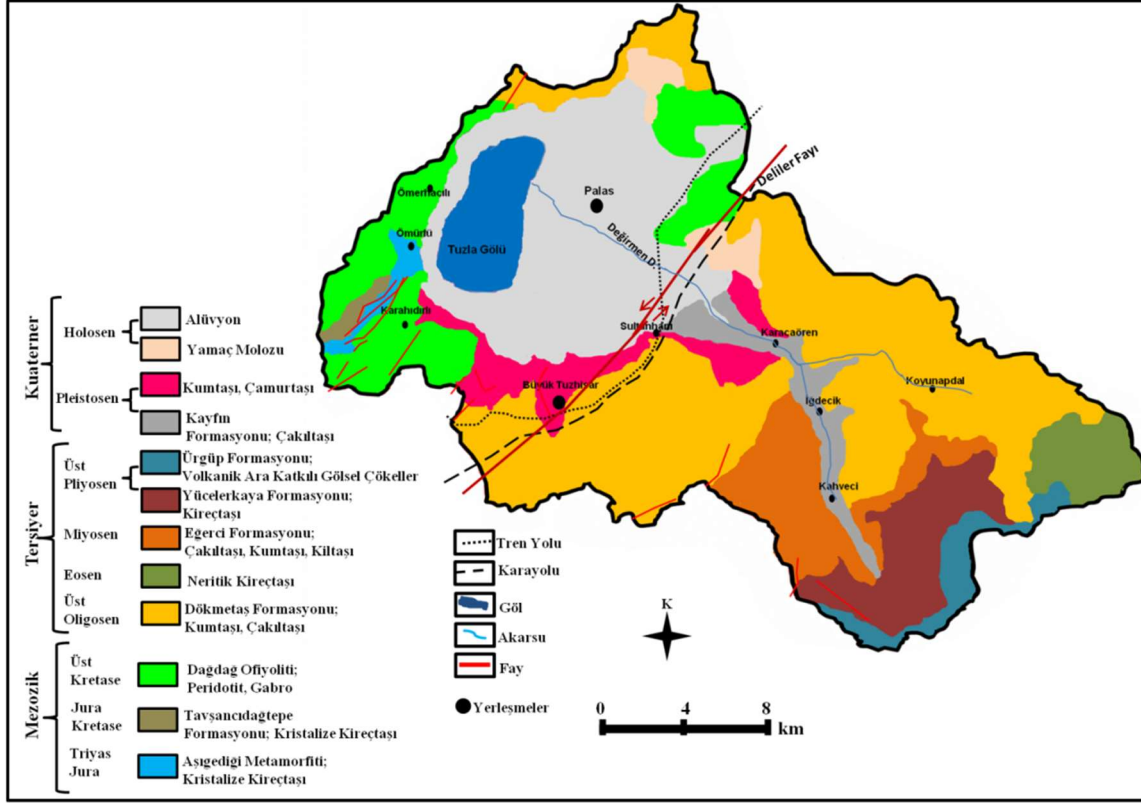 Deliler Fayı
Ömerhacılı
Palas
Ömürlü
Tuzla Gölü
Değirmen D.
Karahıdırlı
Sultanhanı
Karacaören
Büyük Tuzhisar
Koyunapdal
İğdecik
Kahveci
Kuaterner
Holosen
Alüvyon
Yamaç Molozu
Pleistosen
Kumtaşı, Çamurtaşı
Kayfın
Formasyonu; Çakıltaşı
Terşiyer
Üst
Pliyosen
Ürgüp Formasyonu;
Volkanik Ara Katkılı Gölsel Çökeller
Yücelerkaya Formasyonu;
Kireçtaşı
Miyosen
Eğerci Formasyonu;
Çakıltaşı, Kumtaşı, Kiltaşı
Eosen
Neritik Kireçtaşı
Üst
Oligosen
Dökmetaş Formasyonu;
Kumtaşı, Çakıltaşı
Mezozik
Üst
Kretase
Dağdağ Ofiyoliti;
Peridotit, Gabro
Jura
Kretase
Tavşancıdağtepe
Formasyonu; Kristalize Kireçtaşı
Triyas
Jura
Aşıgediği Metamorfiti;
Kristalize Kireçtaşı
Tren Yolu
Karayolu
Göl
Akarsu
Fay
Yerleşmeler
K
0 4 8
km